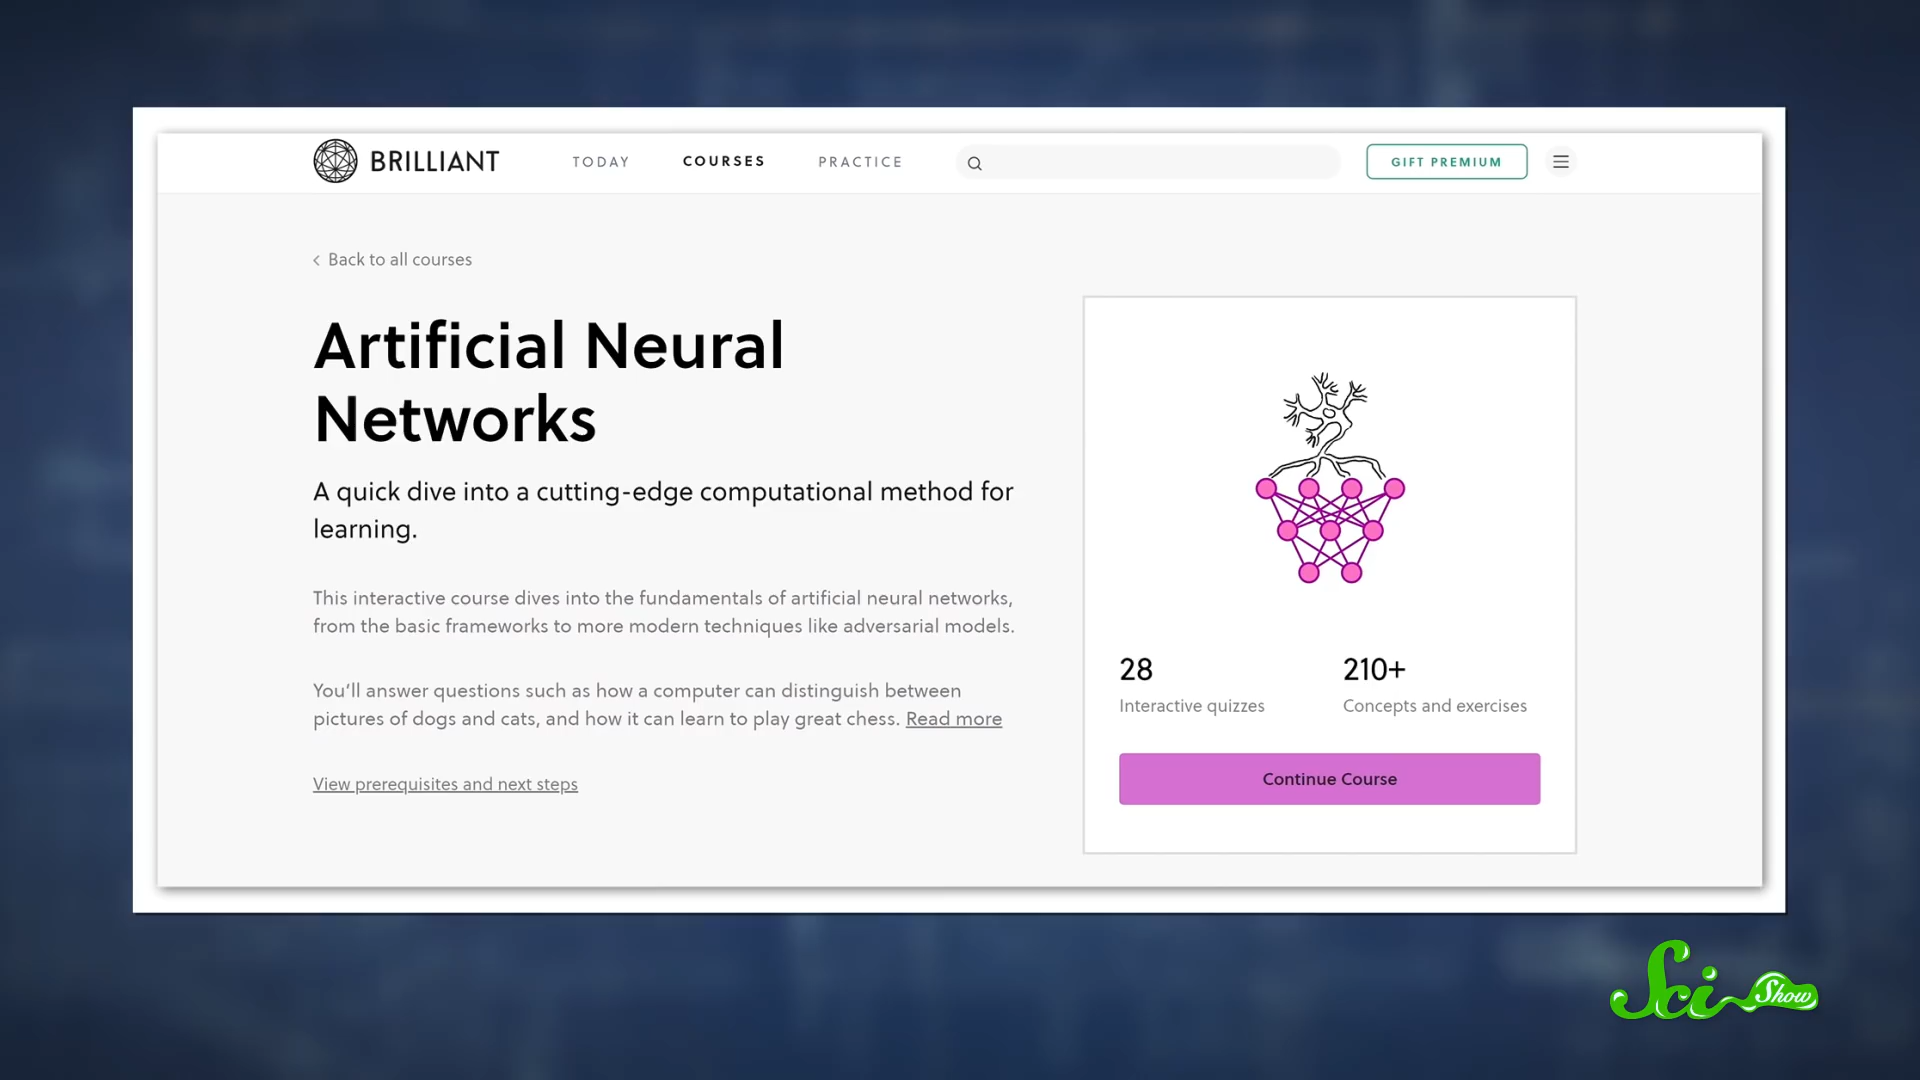 BRILLIANT
TODAY
COURSES
PRACTICE
GIFT PREMIUM
Back to all courses
Artificial Neural
Networks
A quick dive into a cutting-edge computational method for
learning.
This interactive course dives into the fundamentals of artificial neural networks,
from the basic frameworks to more modern techniques like adversarial models.
You’ll answer questions such as how a computer can distinguish between
pictures of dogs and cats, and how it can learn to play great chess. Read more
View prerequisites and next steps
28
Interactive quizzes
210+
Concepts and exercises
Continue Course
Sci Show